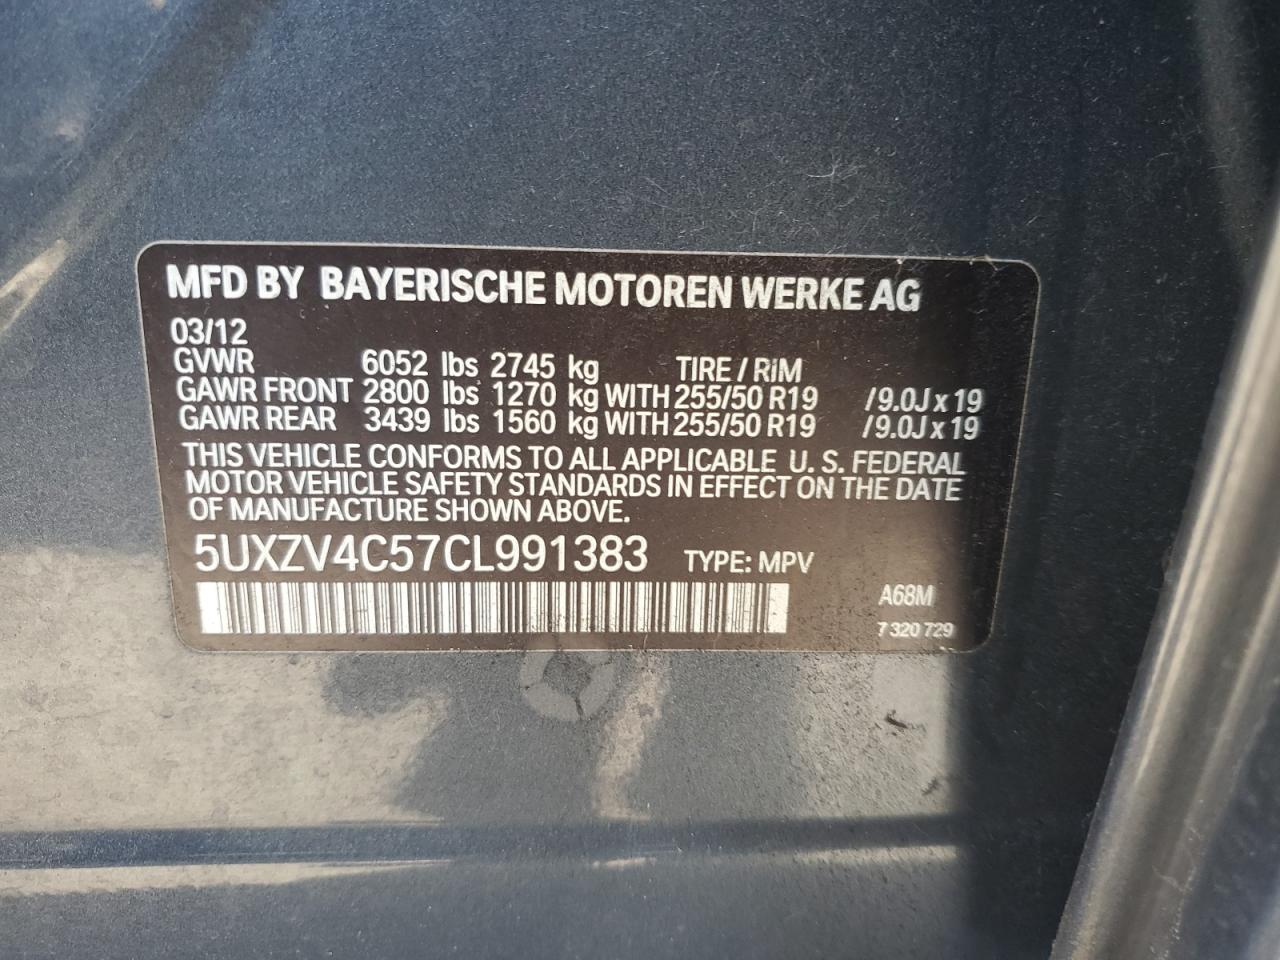 MFD BY BAYERISCHE MOTOREN WERKE AG
03/12
GVWR 6052 lbs 2745 kg TIRE / RIM
GAWR FRONT 2800 lbs 1270 kg WITH 255/50 R19 /9.0J x 19
GAWR REAR 3439 lbs 1560 kg WITH 255/50 R19 /9.0J x 19
THIS VEHICLE CONFORMS TO ALL APPLICABLE U. S. FEDERAL
MOTOR VEHICLE SAFETY STANDARDS IN EFFECT ON THE DATE
OF MANUFACTURE SHOWN ABOVE.
5UXZV4C57CL991383 TYPE: MPV
A68M
7 320 729